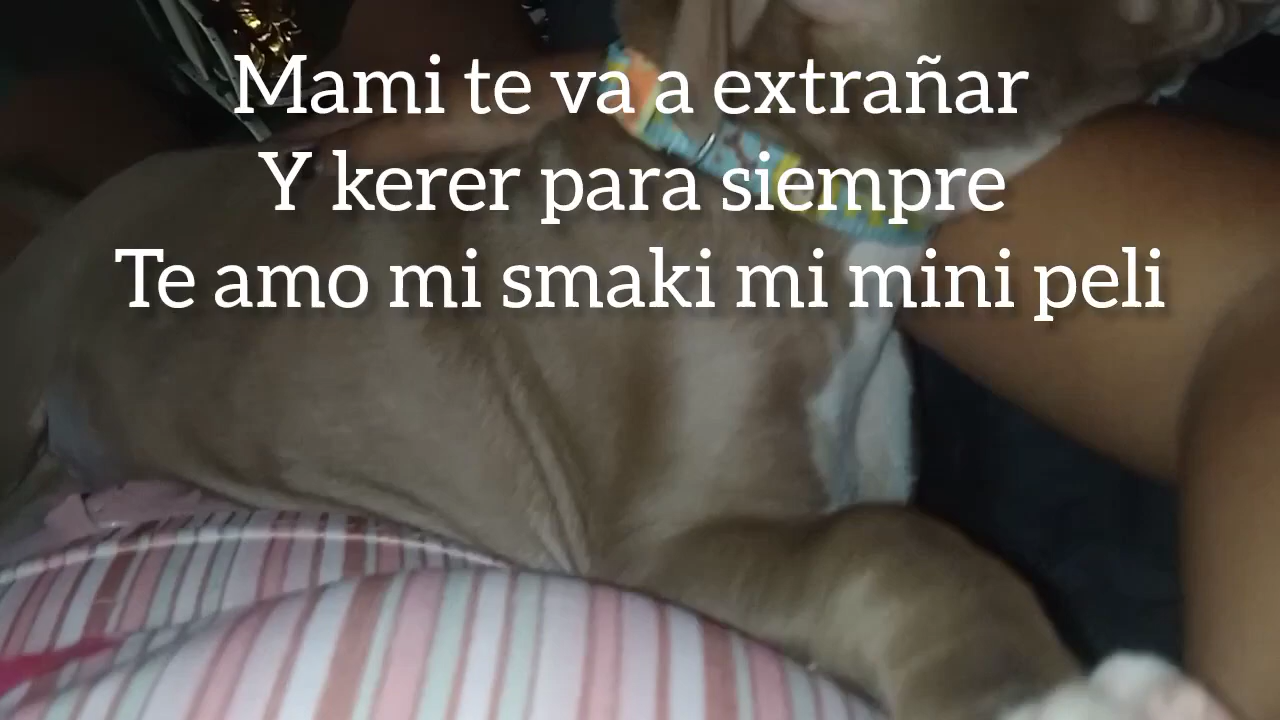 Mami te va a extrañar
Y kerer para siempre
Te amo mi smaki mi mini peli